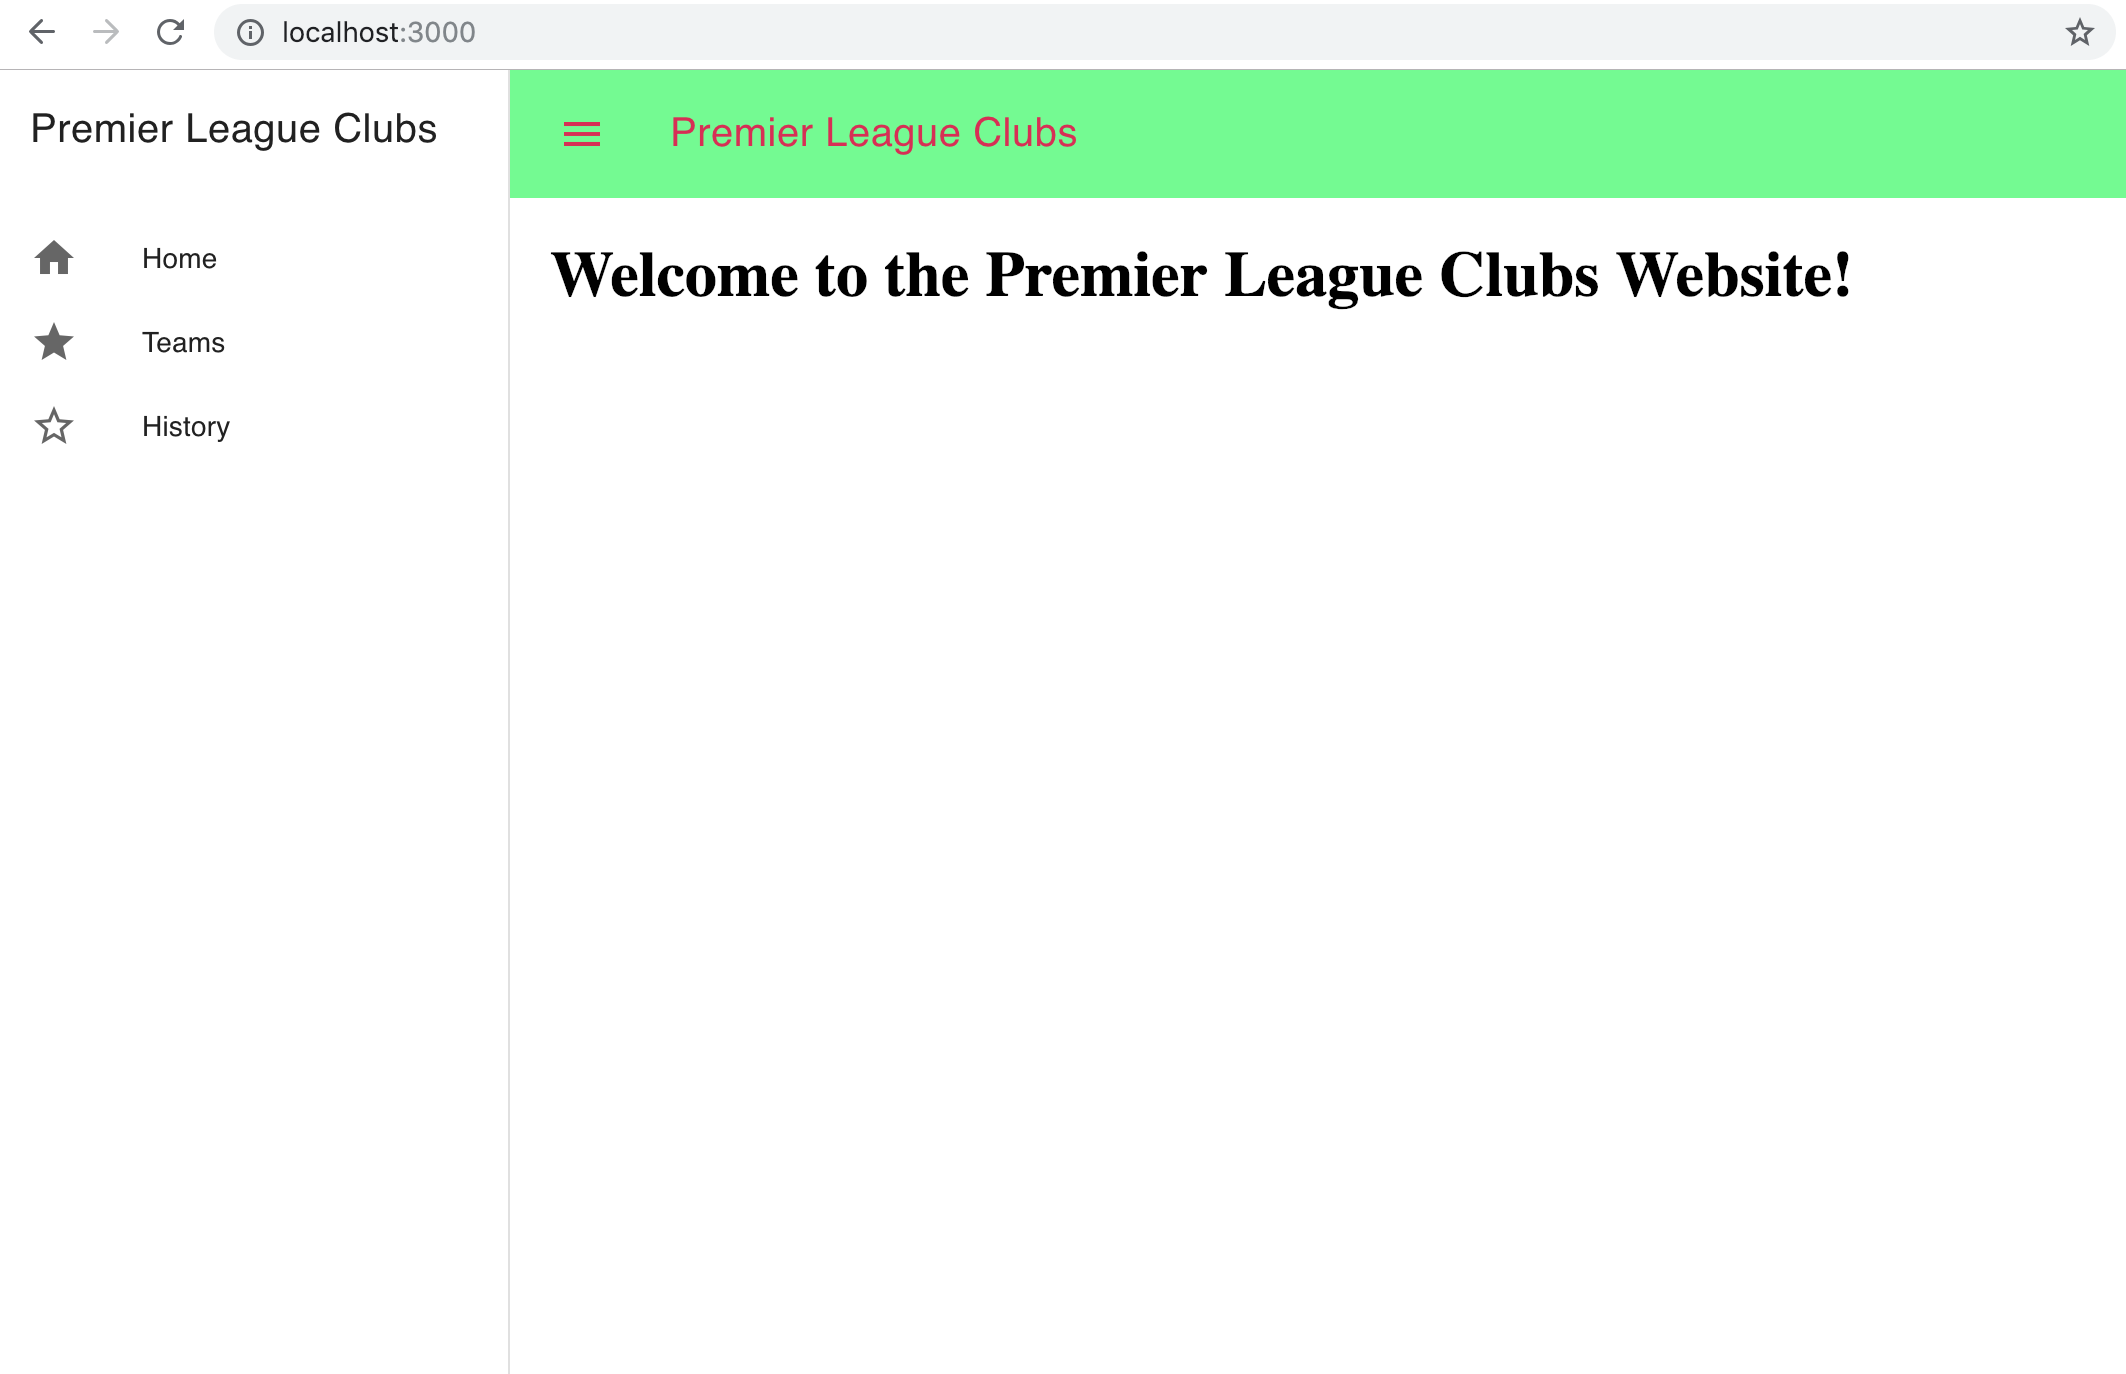 localhost:3000
Premier League Clubs
Home
Teams
History
Premier League Clubs
Welcome to the Premier League Clubs Website!